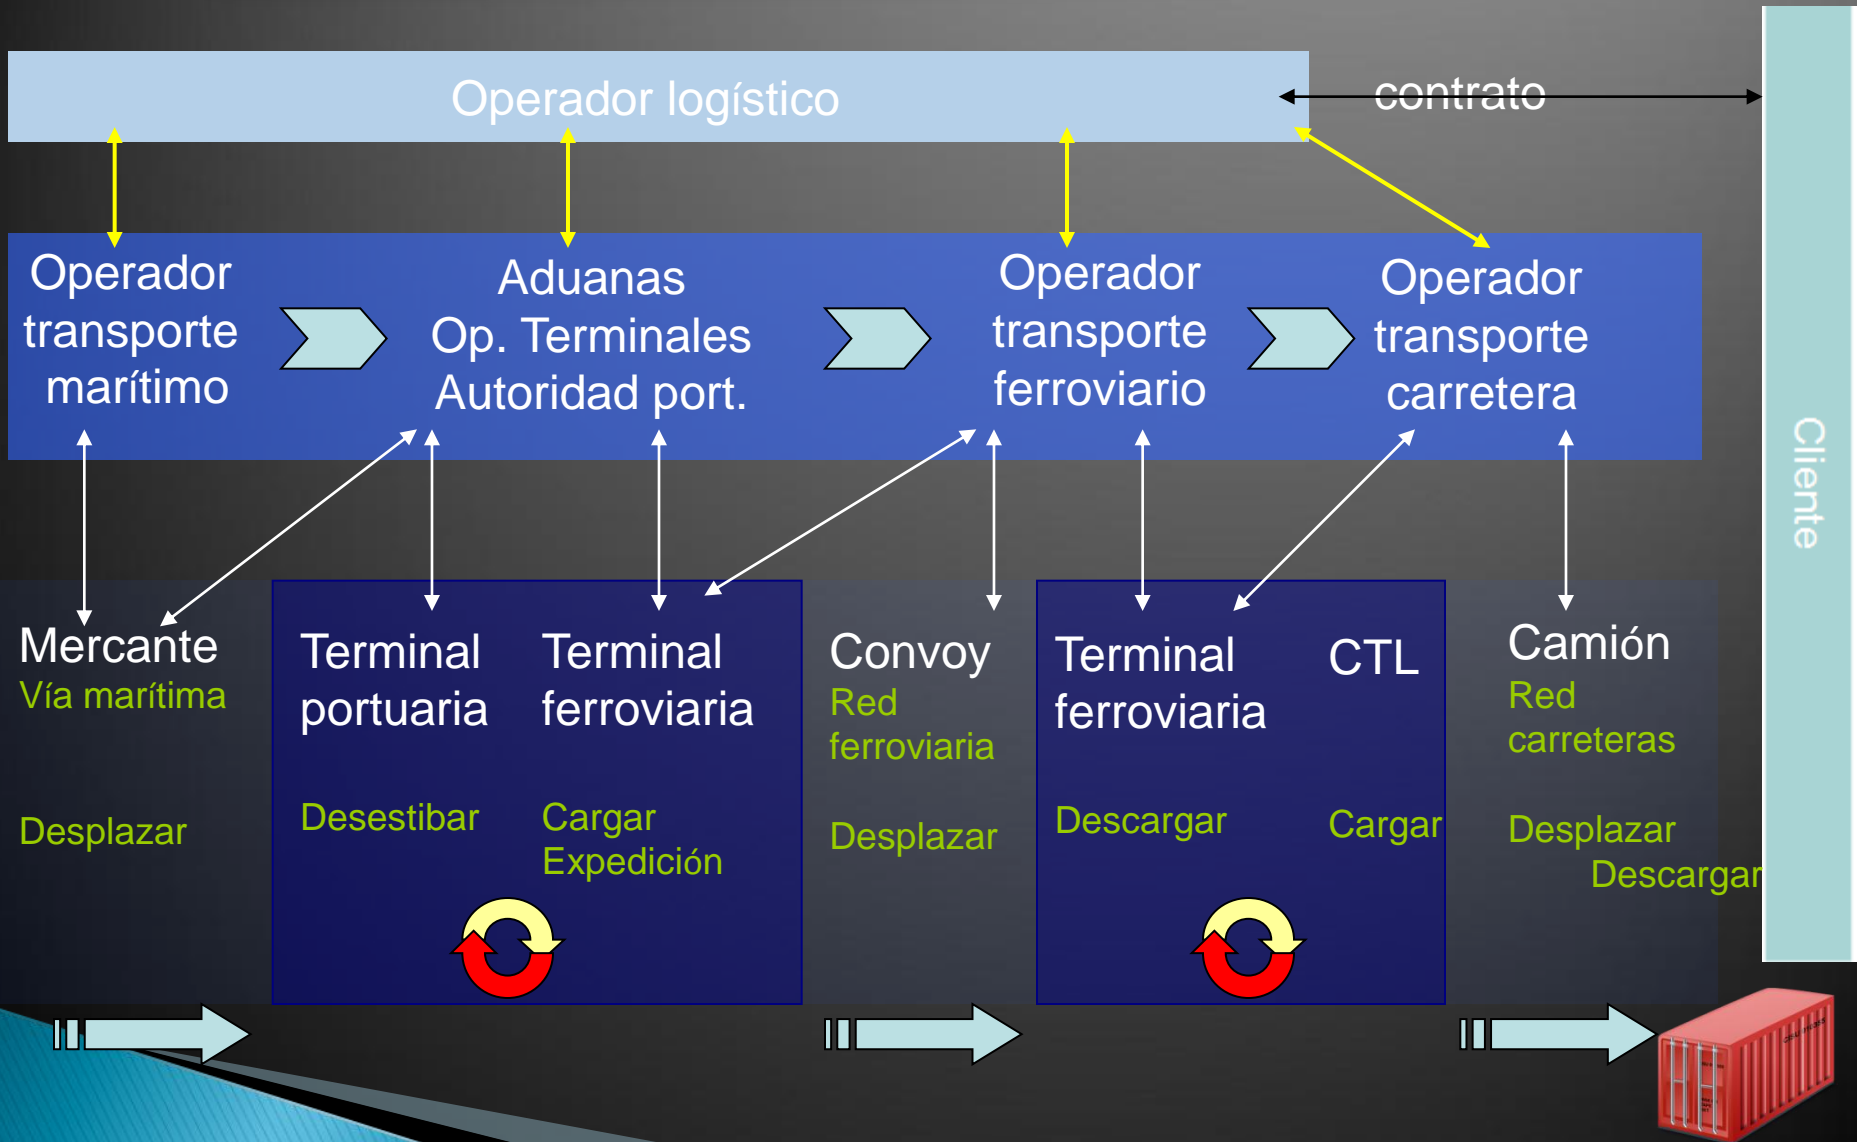 Operador logístico
contrato
Operador
transporte
marítimo
Aduanas
Op. Terminales
Autoridad port.
Operador
transporte
ferroviario
Operador
transporte
carretera
Cliente
Mercante
Vía marítima
Desplazar
Terminal
portuaria
Desestibar
Terminal
ferroviaria
Cargar
Expedición
Convoy
Red
ferroviaria
Desplazar
Terminal
ferroviaria
Descargar
CTL
Cargar
Camión
Red
carreteras
Desplazar
Descargar